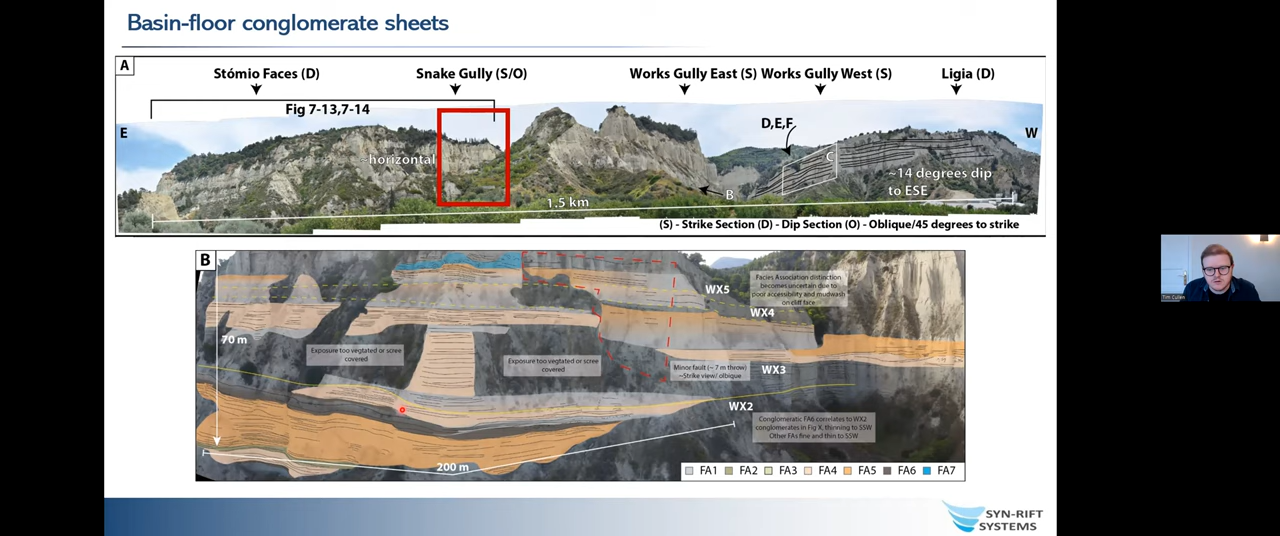 Basin-floor conglomerate sheets
A
Stómio Faces (D)
Snake Gully (S/O)
Works Gully East (S)
Works Gully West (S)
Ligia (D)
Fig 7-13,7-14
D,E,F
E
W
~horizontal
C
~14 degrees dip
to ESE
B
1.5 km
(S) - Strike Section (D) - Dip Section (O) - Oblique/45 degrees to strike
B
WX5
Facies Association distinction
becomes uncertain due to
poor accessibility and mudwash
on cliff face
WX4
70 m
Exposure too vegtated or scree
covered
Exposure too vegtated or scree
covered
Minor fault (~ 7 m throw)
~Strike view/ olbique
WX3
WX2
Conglomeratic FA6 correlates to WX2
conglomerates in Fig X, thinning to SSW
Other FAs fine and thin to SSW
200 m
FA1 FA2 FA3 FA4 FA5 FA6 FA7
SYN-RIFT
SYSTEMS
Tim Cullen